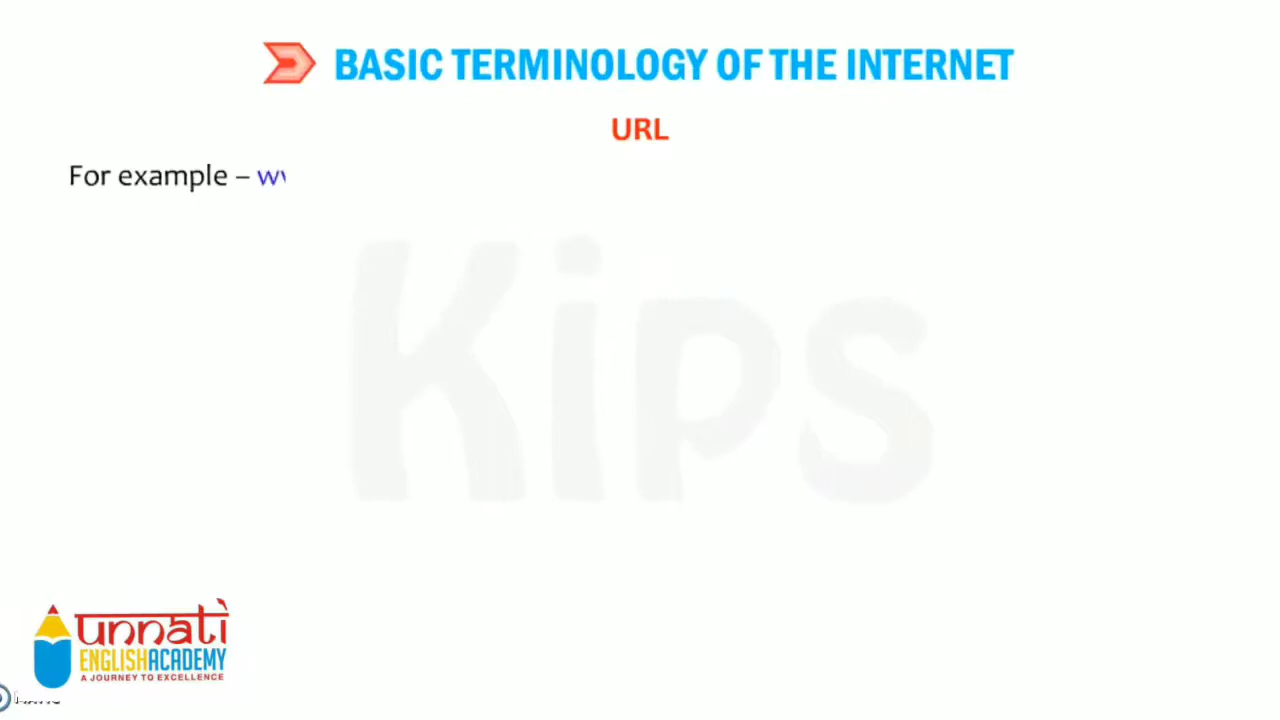 BASIC TERMINOLOGY OF THE INTERNET
URL
For example – w
Kips
unnati
ENGLISH ACADEMY
A JOURNEY TO EXCELLENCE